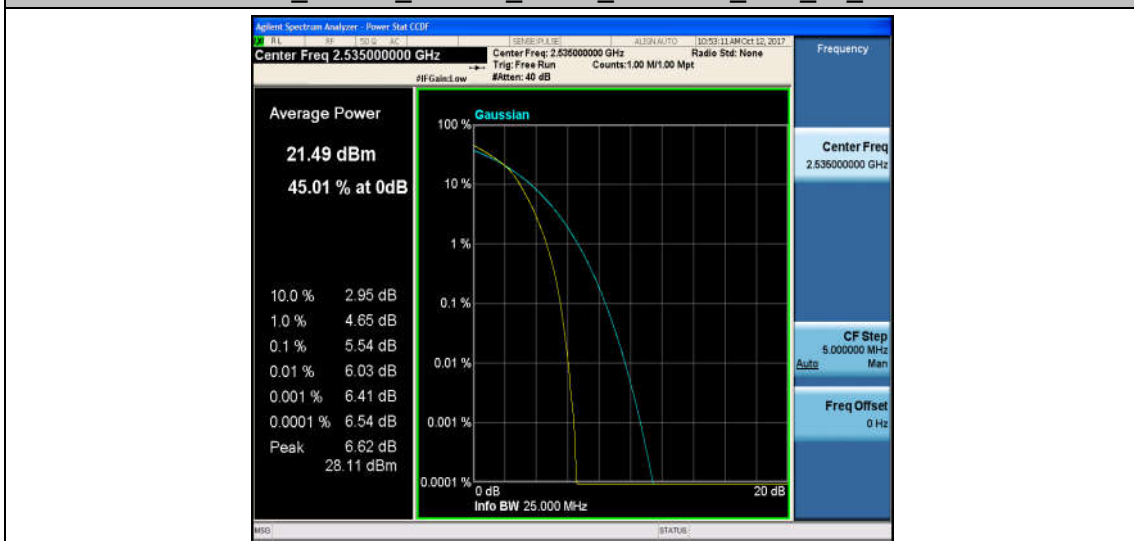 Agilent Spectrum Analyzer - Power Stat CCDF
RL RF 50 Ω AC SENSE:PULSE ALIGN AUTO 10:53:11 AM Oct 12, 2017
Center Freq 2.535000000 GHz
Center Freq: 2.535000000 GHz Radio Std: None
Trig: Free Run Counts:1.00 M/1.00 Mpt
#IFGain:Low #Atten: 40 dB
Frequency
Average Power
21.49 dBm
45.01 % at 0dB
10.0 % 2.95 dB
1.0 % 4.65 dB
0.1 % 5.54 dB
0.01 % 6.03 dB
0.001 % 6.41 dB
0.0001 % 6.54 dB
Peak 6.62 dB
28.11 dBm
Gaussian
100 %
10 %
1 %
0.1 %
0.01 %
0.001 %
0.0001 %
0 dB 20 dB
Info BW 25.000 MHz
Center Freq
2.535000000 GHz
CF Step
5.000000 MHz
Auto Man
Freq Offset
0 Hz
MSG STATUS